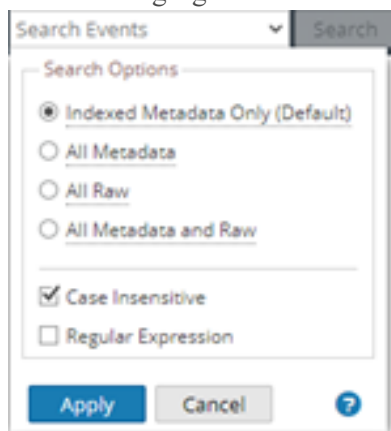 Search Events Search
Search Options
Indexed Metadata Only (Default)
All Metadata
All Raw
All Metadata and Raw
Case Insensitive
Regular Expression
Apply Cancel ?